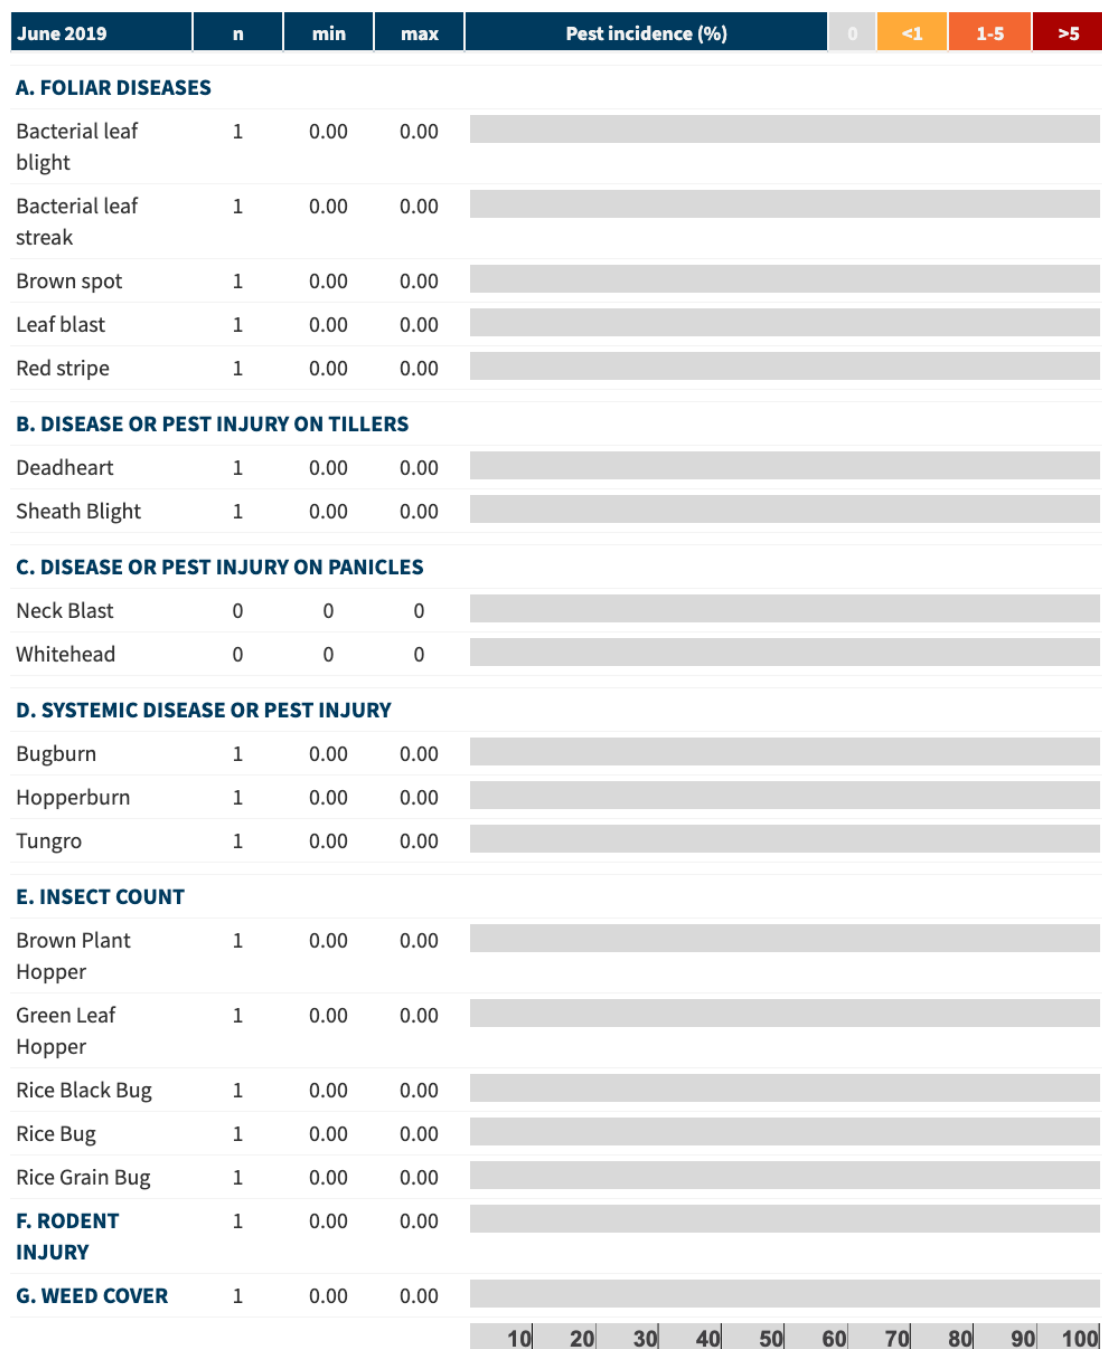 June 2019 n min max Pest incidence (%) 0 <1 1-5 >5
A. FOLIAR DISEASES
Bacterial leaf 1 0.00 0.00
blight
Bacterial leaf 1 0.00 0.00
streak
Brown spot 1 0.00 0.00
Leaf blast 1 0.00 0.00
Red stripe 1 0.00 0.00
B. DISEASE OR PEST INJURY ON TILLERS
Deadheart 1 0.00 0.00
Sheath Blight 1 0.00 0.00
C. DISEASE OR PEST INJURY ON PANICLES
Neck Blast 0 0 0
Whitehead 0 0 0
D. SYSTEMIC DISEASE OR PEST INJURY
Bugburn 1 0.00 0.00
Hopperburn 1 0.00 0.00
Tungro 1 0.00 0.00
E. INSECT COUNT
Brown Plant 1 0.00 0.00
Hopper
Green Leaf 1 0.00 0.00
Hopper
Rice Black Bug 1 0.00 0.00
Rice Bug 1 0.00 0.00
Rice Grain Bug 1 0.00 0.00
F. RODENT 1 0.00 0.00
INJURY
G. WEED COVER 1 0.00 0.00
10 20 30 40 50 60 70 80 90 100